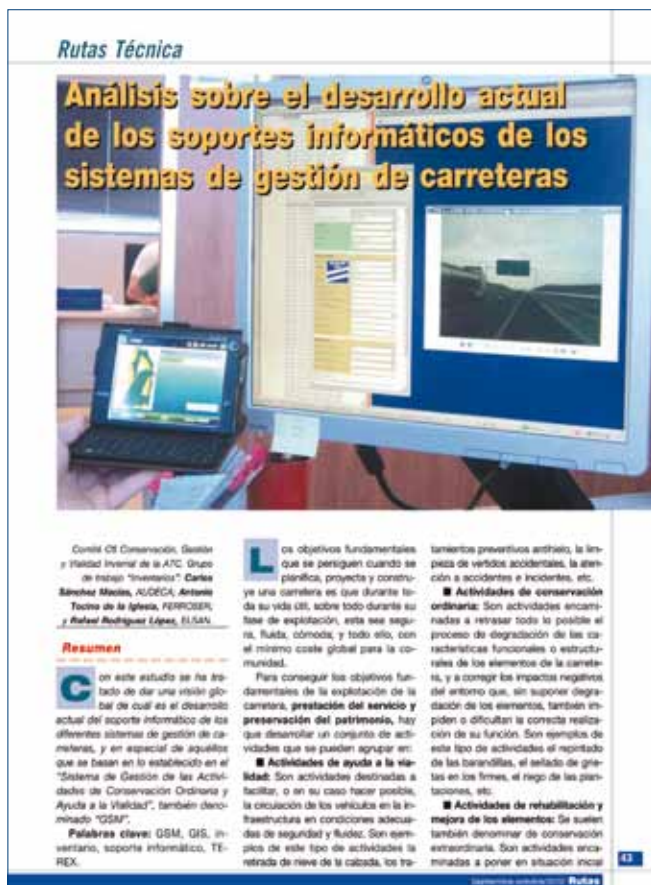 Rutas Técnica
Análisis sobre el desarrollo actual
de los soportes informáticos de los
sistemas de gestión de carreteras
Comité C6 Conservación, Gestión
y Vialidad Invernal de la ATC. Grupo
de trabajo "Inventarios": Carlos
Sánchez Macías, AUDECA; Antonio
Tocino de la Iglesia, FERROSER,
y Rafael Rodríguez López, ELSAN.
Resumen
Con este estudio se ha tra-
tado de dar una visión glo-
bal de cuál es el desarrollo
actual del soporte informático de los
diferentes sistemas de gestión de ca-
rreteras, y en especial de aquéllos
que se basan en lo establecido en el
"Sistema de Gestión de las Activi-
dades de Conservación Ordinaria y
Ayuda a la Vialidad", también deno-
minado "GSM".
Palabras clave: GSM, GIS, in-
ventario, soporte informático, TE-
REX.
Los objetivos fundamentales
que se persiguen cuando se
planifica, proyecta y constru-
ye una carretera es que durante to-
da su vida útil, sobre todo durante su
fase de explotación, esta sea segu-
ra, fluida, cómoda; y todo ello, con
el mínimo coste global para la co-
munidad.
Para conseguir los objetivos fun-
damentales de la explotación de la
carretera, prestación del servicio y
preservación del patrimonio, hay
que desarrollar un conjunto de acti-
vidades que se pueden agrupar en:
■ Actividades de ayuda a la via-
lidad: Son actividades destinadas a
facilitar, o en su caso hacer posible,
la circulación de los vehículos en la in-
fraestructura en condiciones adecua-
das de seguridad y fluidez. Son ejem-
plos de este tipo de actividades la
retirada de nieve de la calzada, los tra-
tamientos preventivos antihielo, la lim-
pieza de vertidos accidentales, la aten-
ción a accidentes e incidentes, etc.
■ Actividades de conservación
ordinaria: Son actividades encami-
nadas a retrasar todo lo posible el
proceso de degradación de las ca-
racterísticas funcionales o estructu-
rales de los elementos de la carrete-
ra, y a corregir los impactos negativos
del entorno que, sin suponer degra-
dación de los elementos, también im-
piden o dificultan la correcta realiza-
ción de su función. Son ejemplos de
este tipo de actividades el repintado
de las barandillas, el sellado de grie-
tas en los firmes, el riego de las plan-
taciones, etc.
■ Actividades de rehabilitación y
mejora de los elementos: Se suelen
también denominar de conservación
extraordinaria. Son actividades enca-
minadas a poner en situación inicial
43
Rutas